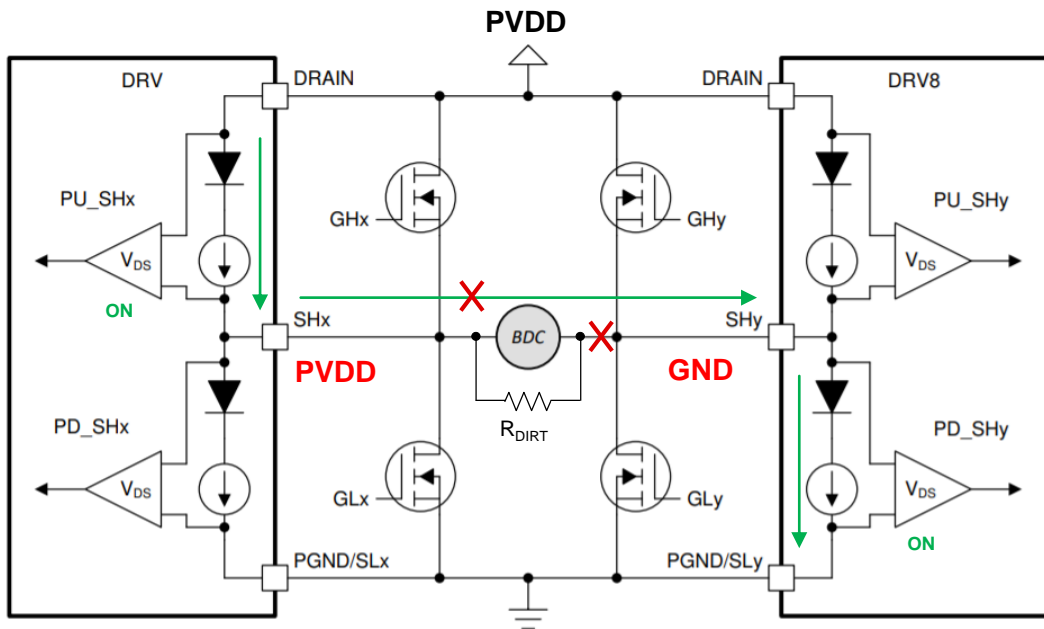 PVDD
DRV
DRAIN
DRAIN
DRV8
PU_SHx
GHx
GHy
PU_SHy
VDS
VDS
ON
SHx
BDC
SHy
PVDD
GND
RDIRT
PD_SHx
PD_SHy
VDS
GLx
GLy
VDS
ON
PGND/SLx
PGND/SLy